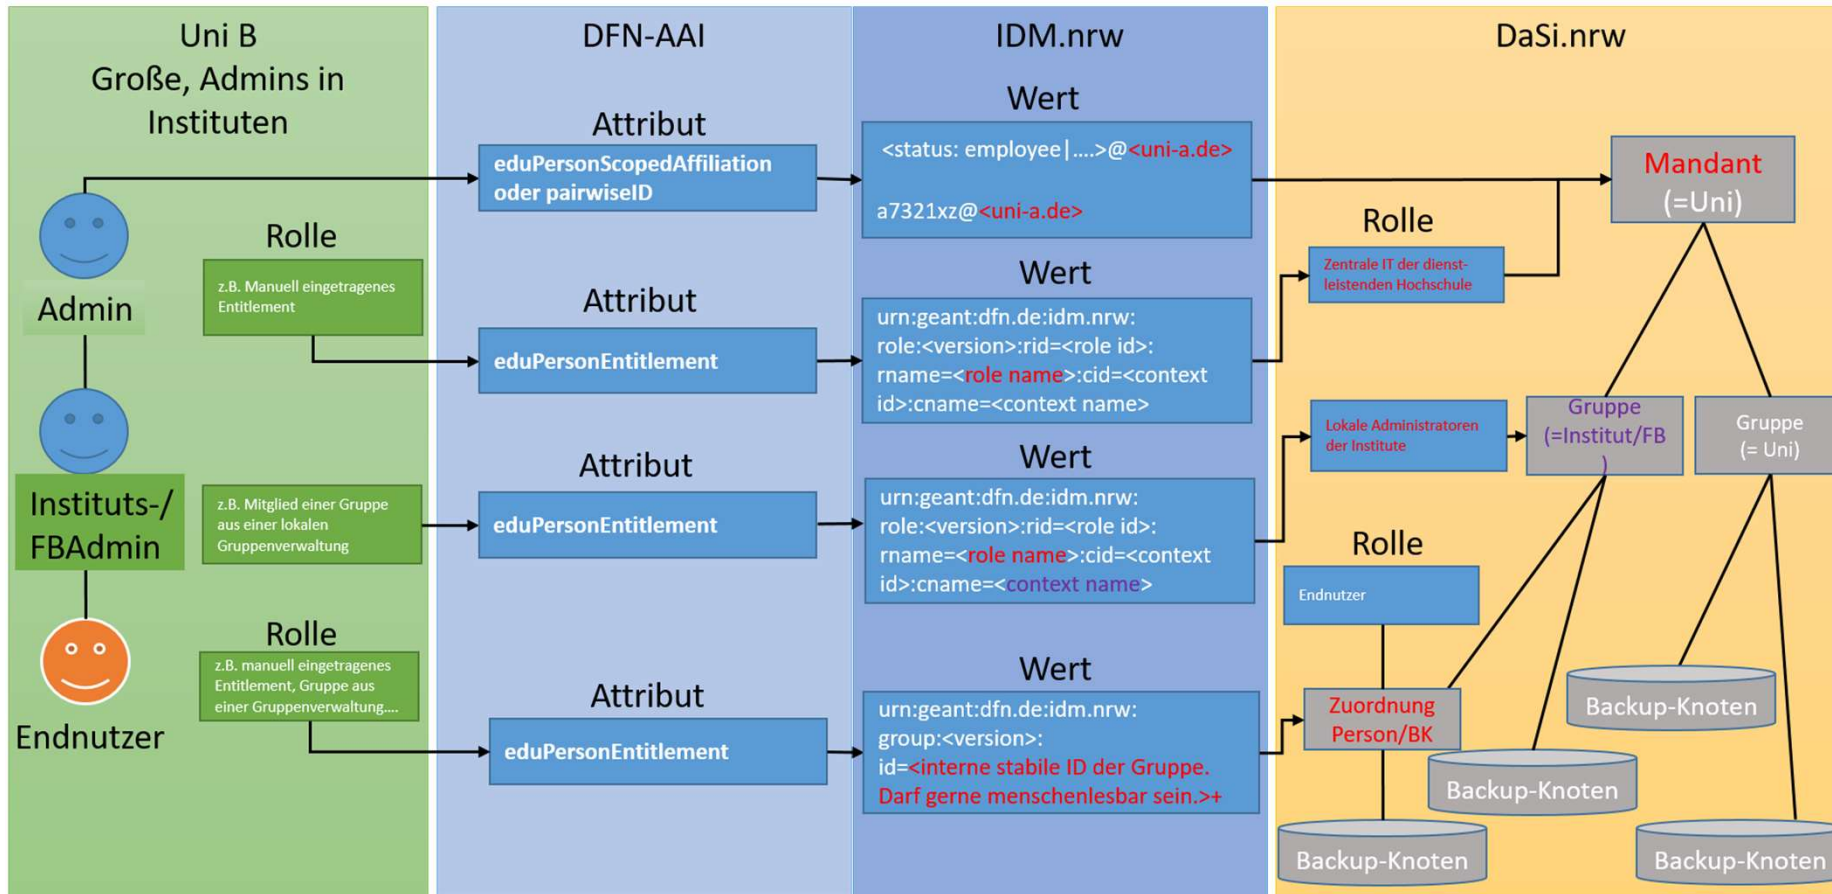 Uni B
Große, Admins in
Instituten
Admin
Instituts-/
FBAdmin
Endnutzer
Rolle
z.B. Manuell eingetragenes
Entitlement
z.B. Mitglied einer Gruppe
aus einer lokalen
Gruppenverwaltung
Rolle
z.B. manuell eingetragenes
Entitlement, Gruppe aus
einer Gruppenverwaltung....
DFN-AAI
Attribut
eduPersonScopedAffiliation
oder pairwiseID
Attribut
eduPersonEntitlement
Attribut
eduPersonEntitlement
Attribut
eduPersonEntitlement
IDM.nrw
Wert
<status: employee|....>@<uni-a.de>
a7321xz@<uni-a.de>
Wert
urn:geant:dfn.de:idm.nrw:
role:<version>:rid=<role id>:
rname=<role name>:cid=<context
id>:cname=<context name>
Wert
urn:geant:dfn.de:idm.nrw:
role:<version>:rid=<role id>:
rname=<role name>:cid=<context
id>:cname=<context name>
Wert
urn:geant:dfn.de:idm.nrw:
group:<version>:
id=<interne stabile ID der Gruppe.
Darf gerne menschenlesbar sein.>+
DaSi.nrw
Mandant
(=Uni)
Rolle
Zentrale IT der dienst-
leistenden Hochschule
Lokale Administratoren
der Institute
Gruppe
(=Institut/FB
)
Gruppe
(= Uni)
Rolle
Endnutzer
Zuordnung
Person/BK
Backup-Knoten
Backup-Knoten
Backup-Knoten
Backup-Knoten